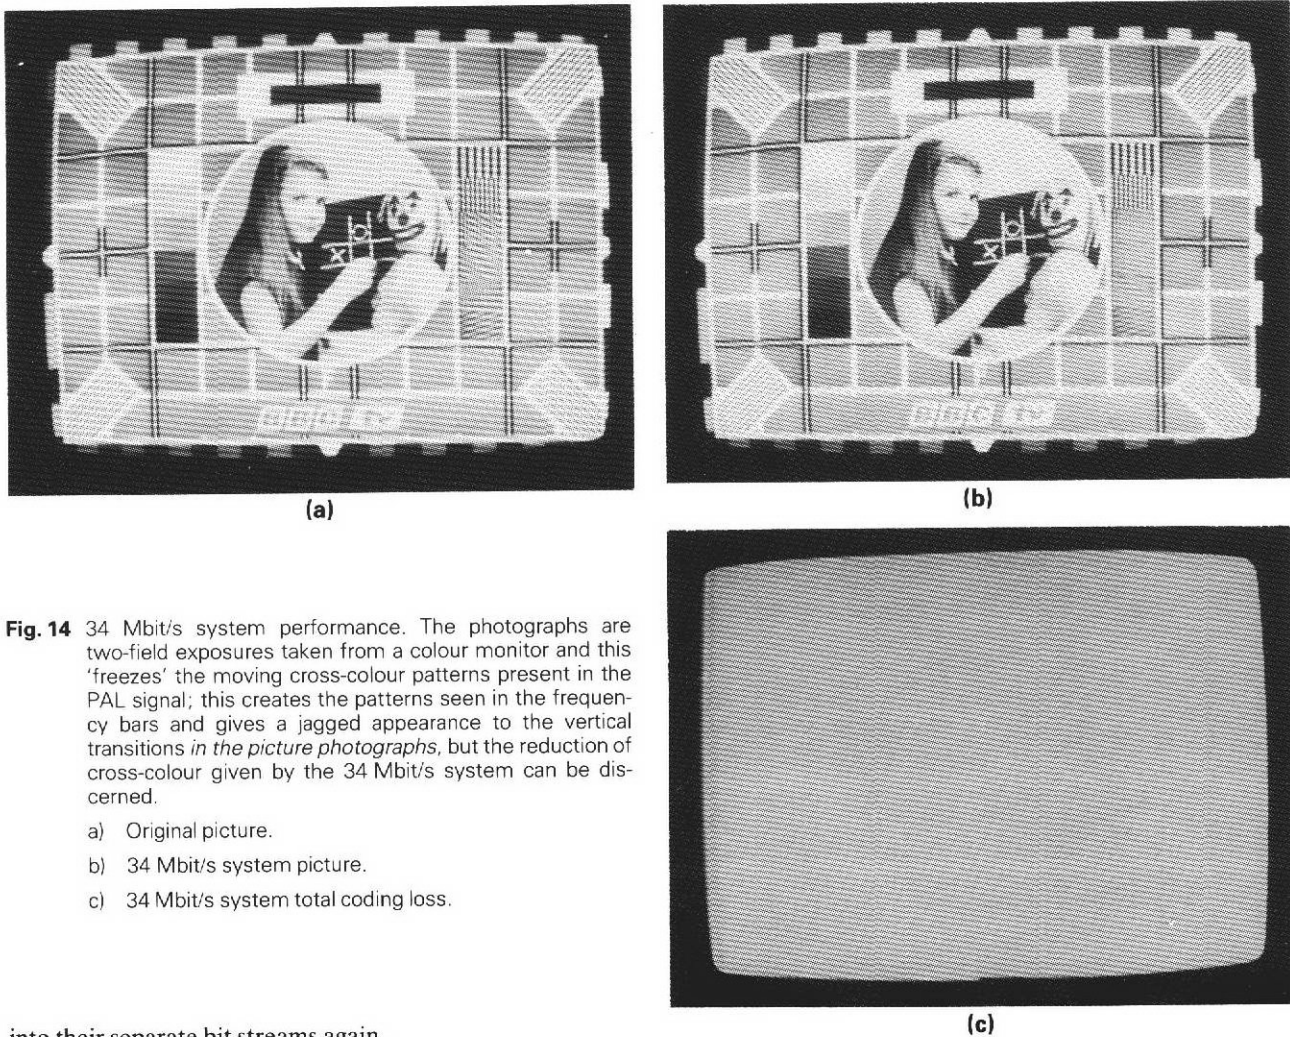 (a)
(b)
Fig. 14 34 Mbit/s system performance. The photographs are
two-field exposures taken from a colour monitor and this
'freezes' the moving cross-colour patterns present in the
PAL signal; this creates the patterns seen in the frequen-
cy bars and gives a jagged appearance to the vertical
transitions in the picture photographs, but the reduction of
cross-colour given by the 34 Mbit/s system can be dis-
cerned.
a) Original picture.
b) 34 Mbit/s system picture.
c) 34 Mbit/s system total coding loss.
(c)
into their separate bit streams again